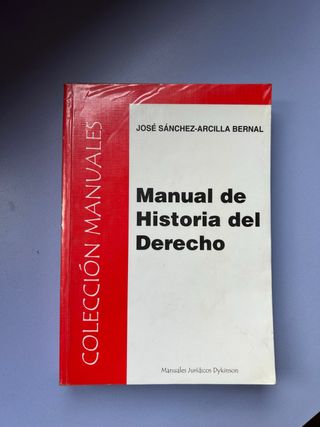 JOSÉ SÁNCHEZ-ARCILLA BERNAL
COLECCIÓN MANUALES
Manual de
Historia del
Derecho
Manuales Jurídicos Dykinson